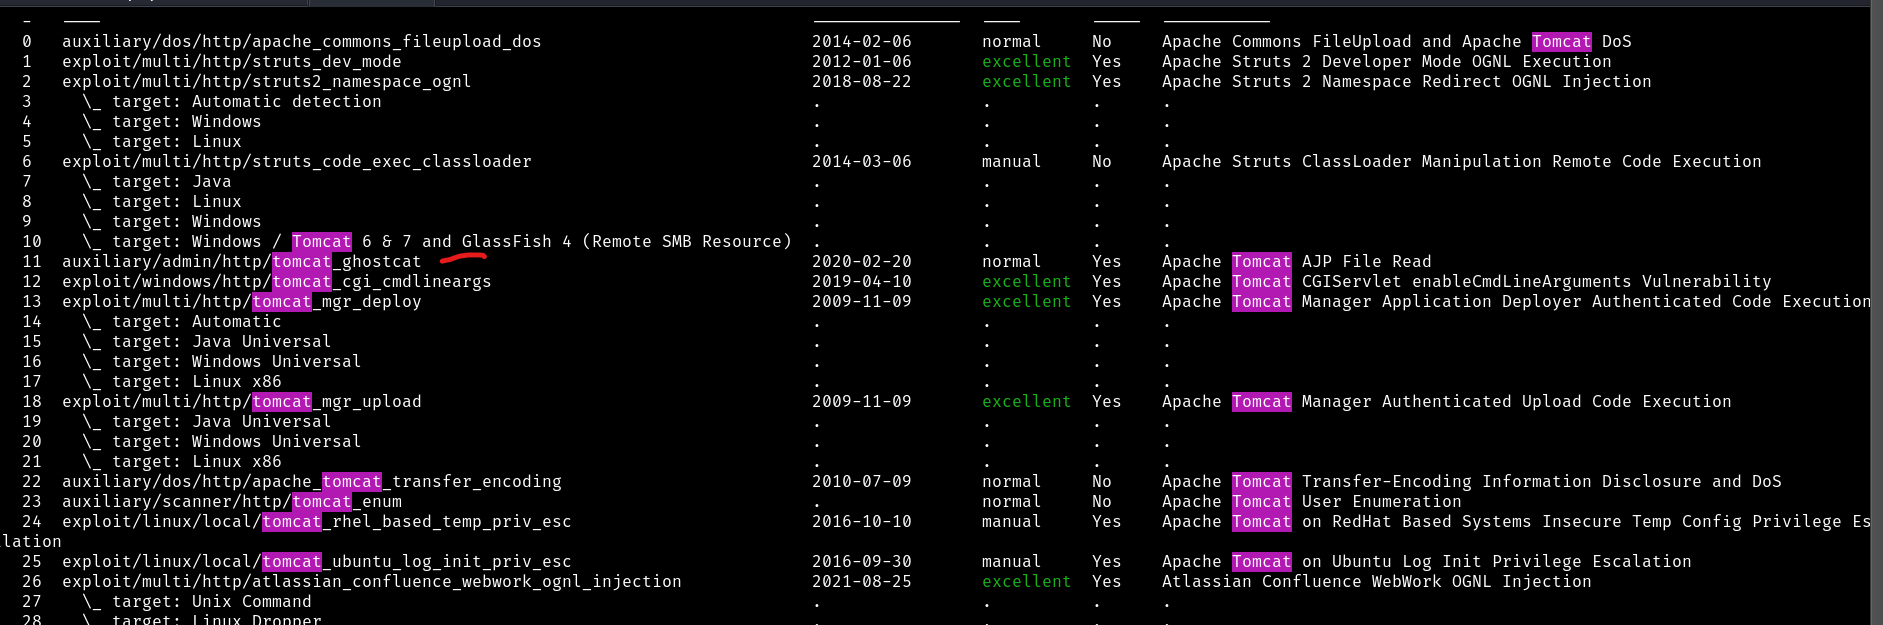 -  ____  _______________  ____  _____  ___________
0 auxiliary/dos/http/apache_commons_fileupload_dos 2014-02-06 normal No Apache Commons FileUpload and Apache Tomcat DoS
1 exploit/multi/http/struts_dev_mode 2012-01-06 excellent Yes Apache Struts 2 Developer Mode OGNL Execution
2 exploit/multi/http/struts2_namespace_ognl 2018-08-22 excellent Yes Apache Struts 2 Namespace Redirect OGNL Injection
3 \_ target: Automatic detection . . . .
4 \_ target: Windows . . . .
5 \_ target: Linux . . . .
6 exploit/multi/http/struts_code_exec_classloader 2014-03-06 manual No Apache Struts ClassLoader Manipulation Remote Code Execution
7 \_ target: Java . . . .
8 \_ target: Linux . . . .
9 \_ target: Windows . . . .
10 \_ target: Windows / Tomcat 6 & 7 and GlassFish 4 (Remote SMB Resource) . . . .
11 auxiliary/admin/http/tomcat_ghostcat 2020-02-20 normal Yes Apache Tomcat AJP File Read
12 exploit/windows/http/tomcat_cgi_cmdlineargs 2019-04-10 excellent Yes Apache Tomcat CGIServlet enableCmdLineArguments Vulnerability
13 exploit/multi/http/tomcat_mgr_deploy 2009-11-09 excellent Yes Apache Tomcat Manager Application Deployer Authenticated Code Execution
14 \_ target: Automatic . . . .
15 \_ target: Java Universal . . . .
16 \_ target: Windows Universal . . . .
17 \_ target: Linux x86 . . . .
18 exploit/multi/http/tomcat_mgr_upload 2009-11-09 excellent Yes Apache Tomcat Manager Authenticated Upload Code Execution
19 \_ target: Java Universal . . . .
20 \_ target: Windows Universal . . . .
21 \_ target: Linux x86 . . . .
22 auxiliary/dos/http/apache_tomcat_transfer_encoding 2010-07-09 normal No Apache Tomcat Transfer-Encoding Information Disclosure and DoS
23 auxiliary/scanner/http/tomcat_enum . normal No Apache Tomcat User Enumeration
24 exploit/linux/local/tomcat_rhel_based_temp_priv_esc 2016-10-10 manual Yes Apache Tomcat on RedHat Based Systems Insecure Temp Config Privilege Es
lation
25 exploit/linux/local/tomcat_ubuntu_log_init_priv_esc 2016-09-30 manual Yes Apache Tomcat on Ubuntu Log Init Privilege Escalation
26 exploit/multi/http/atlassian_confluence_webwork_ognl_injection 2021-08-25 excellent Yes Atlassian Confluence WebWork OGNL Injection
27 \_ target: Unix Command . . . .
28 \_ target: Linux Dropper . . . .